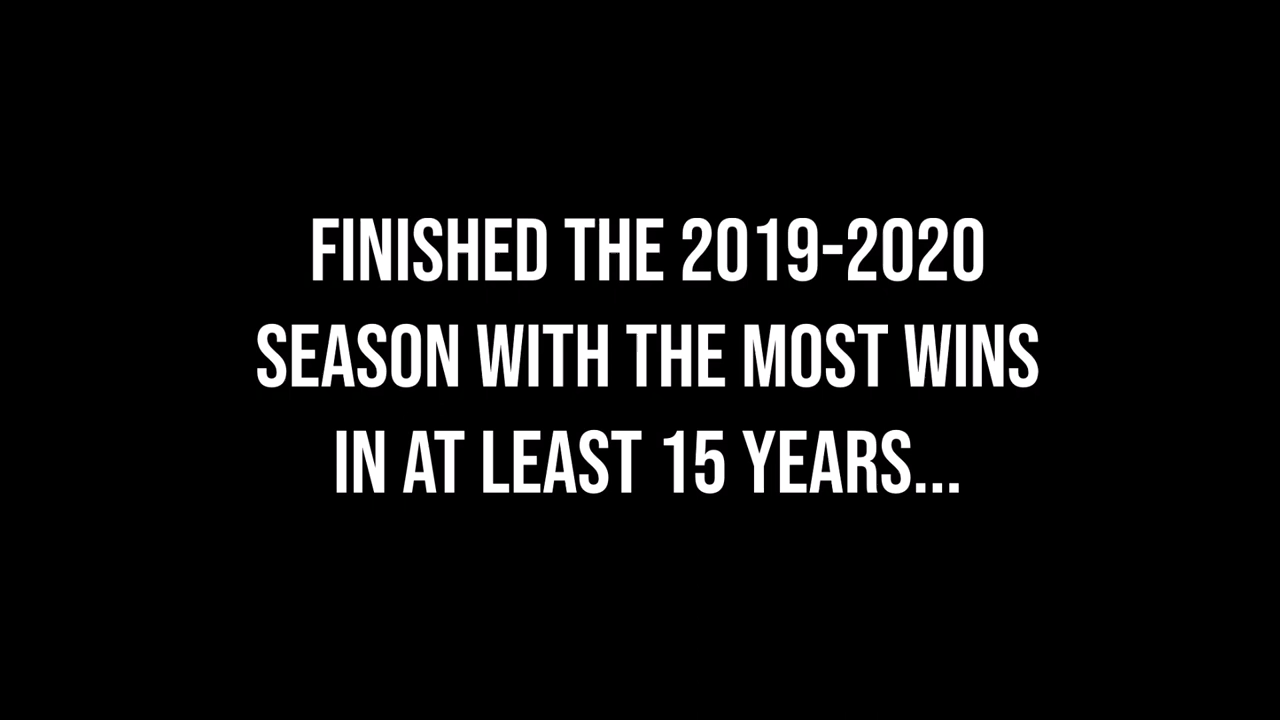 FINISHED THE 2019-2020
SEASON WITH THE MOST WINS
IN AT LEAST 15 YEARS...